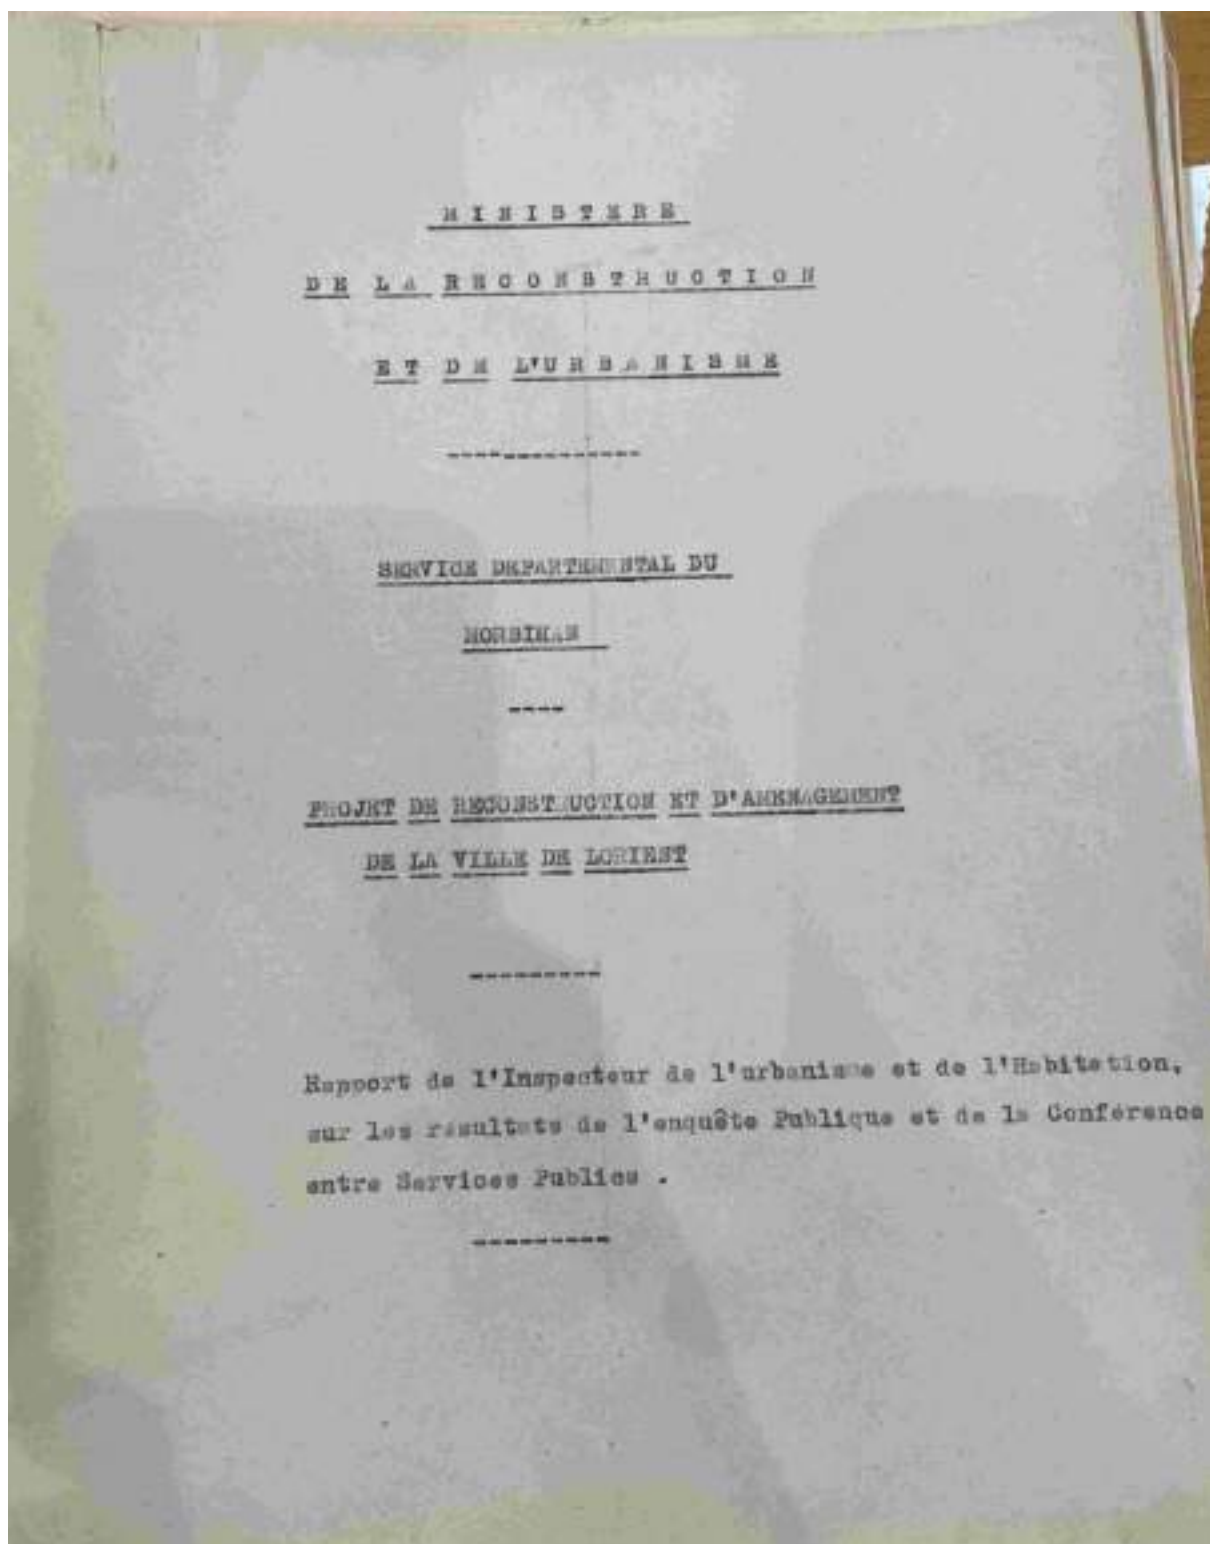 MINISTERE
DE LA RECONSTRUCTION
ET DE L'URBANISME
----------------
SERVICE DEPARTEMENTAL DU
MORBIHAN
----
PROJET DE RECONSTRUCTION ET D'AMENAGEMENT
DE LA VILLE DE LORIENT
---------
Rapport de l'Inspecteur de l'urbanisme et de l'Habitation,
sur les résultats de l'enquête Publique et de la Conférence
entre Services Publics .
---------